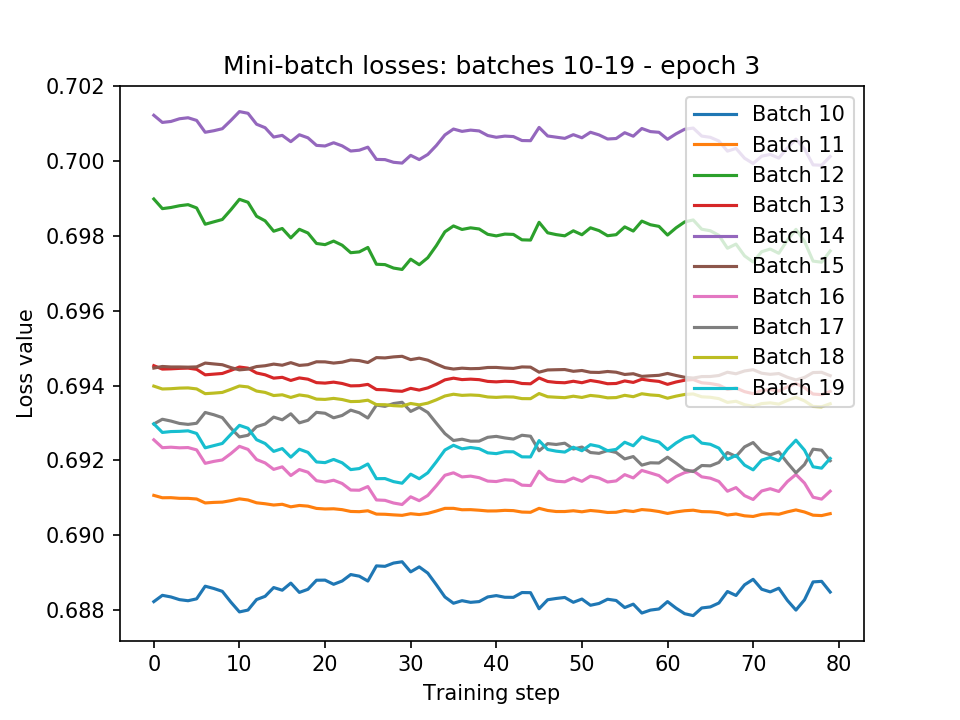 Mini-batch losses: batches 10-19 - epoch 3
0.702
0.700
0.698
0.696
0.694
0.692
0.690
0.688
Loss value
0
10
20
30
40
50
60
70
80
Training step
Batch 10
Batch 11
Batch 12
Batch 13
Batch 14
Batch 15
Batch 16
Batch 17
Batch 18
Batch 19